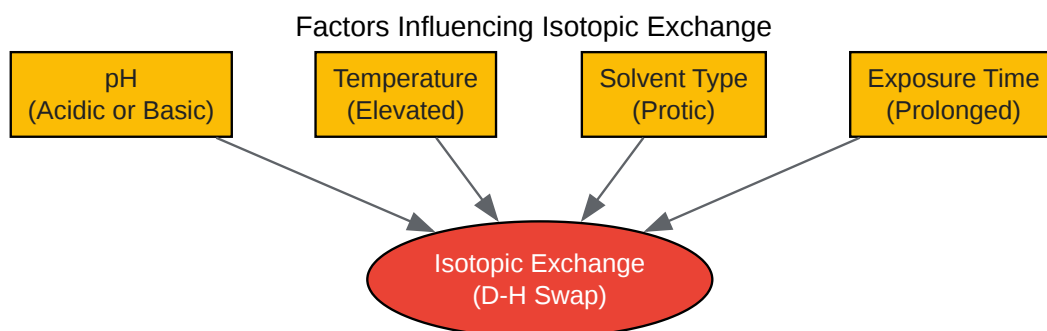 Factors Influencing Isotopic Exchange
pH
(Acidic or Basic)
Temperature
(Elevated)
Solvent Type
(Protic)
Exposure Time
(Prolonged)
Isotopic Exchange
(D-H Swap)